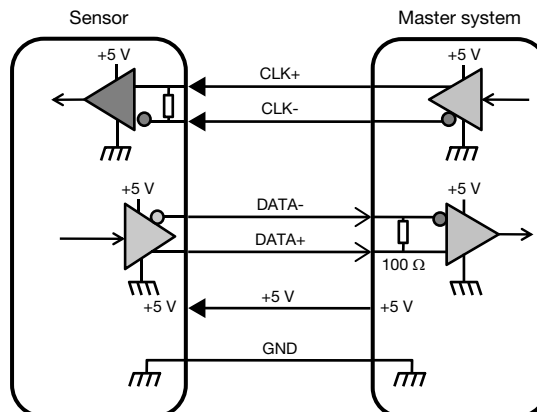 Sensor
Master system
+5 V
CLK+
+5 V
CLK-
+5 V
DATA-
+5 V
DATA+
100 Ω
+5 V
+5 V
+5 V
GND